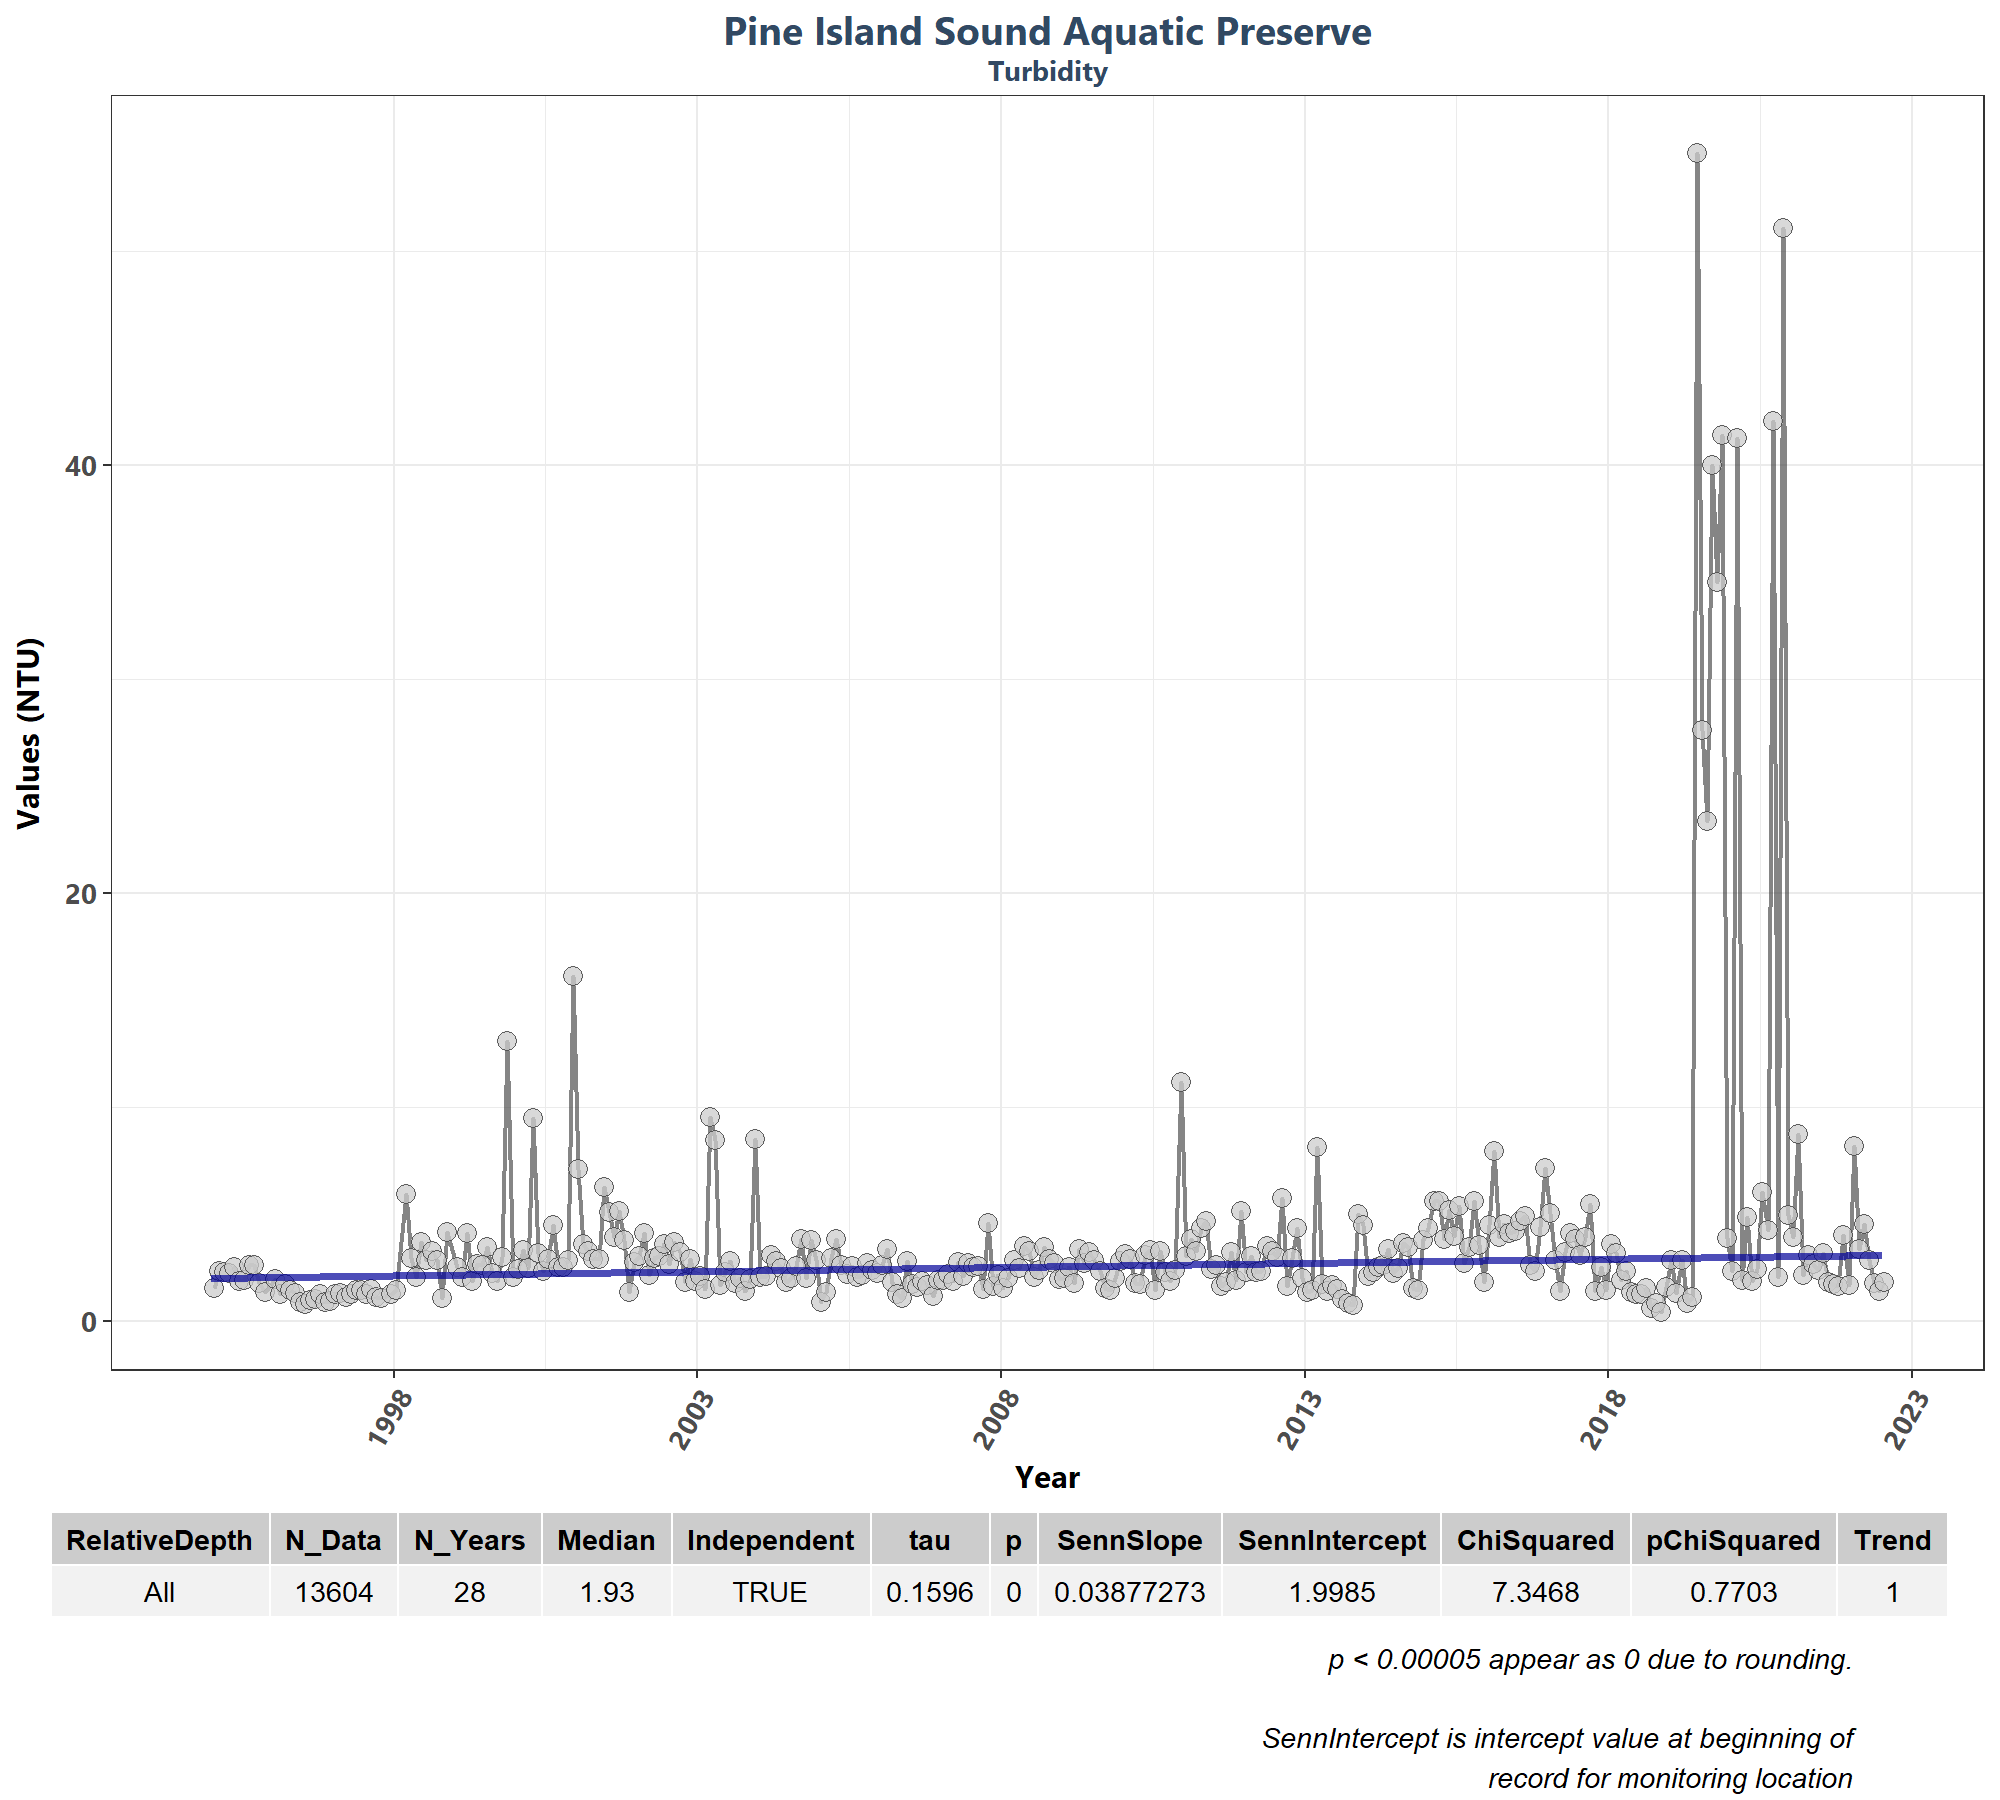 Pine Island Sound Aquatic Preserve
Turbidity
Values (NTU)
40
20
0
1998 2003 2008 2013 2018 2023
Year
RelativeDepth N_Data N_Years Median Independent tau p SennSlope SennIntercept ChiSquared pChiSquared Trend
All 13604 28 1.93 TRUE 0.1596 0 0.03877273 1.9985 7.3468 0.7703 1
p < 0.00005 appear as 0 due to rounding.
SennIntercept is intercept value at beginning of
record for monitoring location